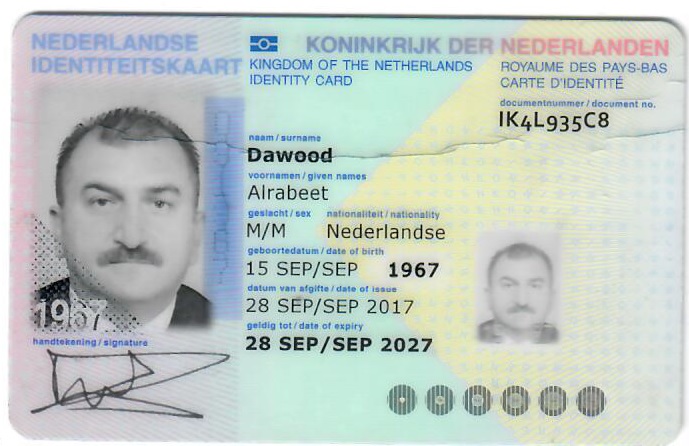 NEDERLANDSE
IDENTITEITSKAART
KONINKRIJK DER NEDERLANDEN
KINGDOM OF THE NETHERLANDS
IDENTITY CARD
ROYAUME DES PAYS-BAS
CARTE D'IDENTITÉ
documentnummer / document no.
IK4L935C8
naam / surname
Dawood
voornamen / given names
Alrabeet
geslacht / sex nationaliteit / nationality
M/M Nederlandse
geboortedatum / date of birth
15 SEP/SEP 1967
datum van afgifte / date of issue
28 SEP/SEP 2017
geldig tot / date of expiry
28 SEP/SEP 2027
1967
handtekening / signature